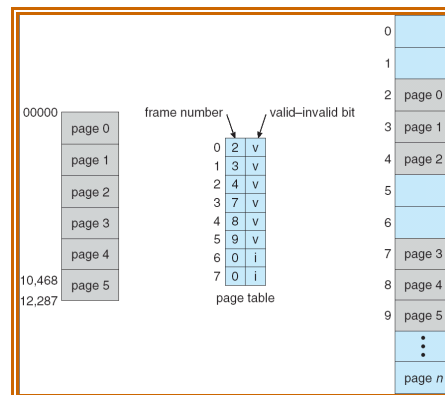 00000
page 0
page 1
page 2
page 3
page 4
10,468
page 5
12,287
frame number
valid–invalid bit
0 2 v
1 3 v
2 4 v
3 7 v
4 8 v
5 9 v
6 0 i
7 0 i
page table
0
1
2 page 0
3 page 1
4 page 2
5
6
7 page 3
8 page 4
9 page 5
page n